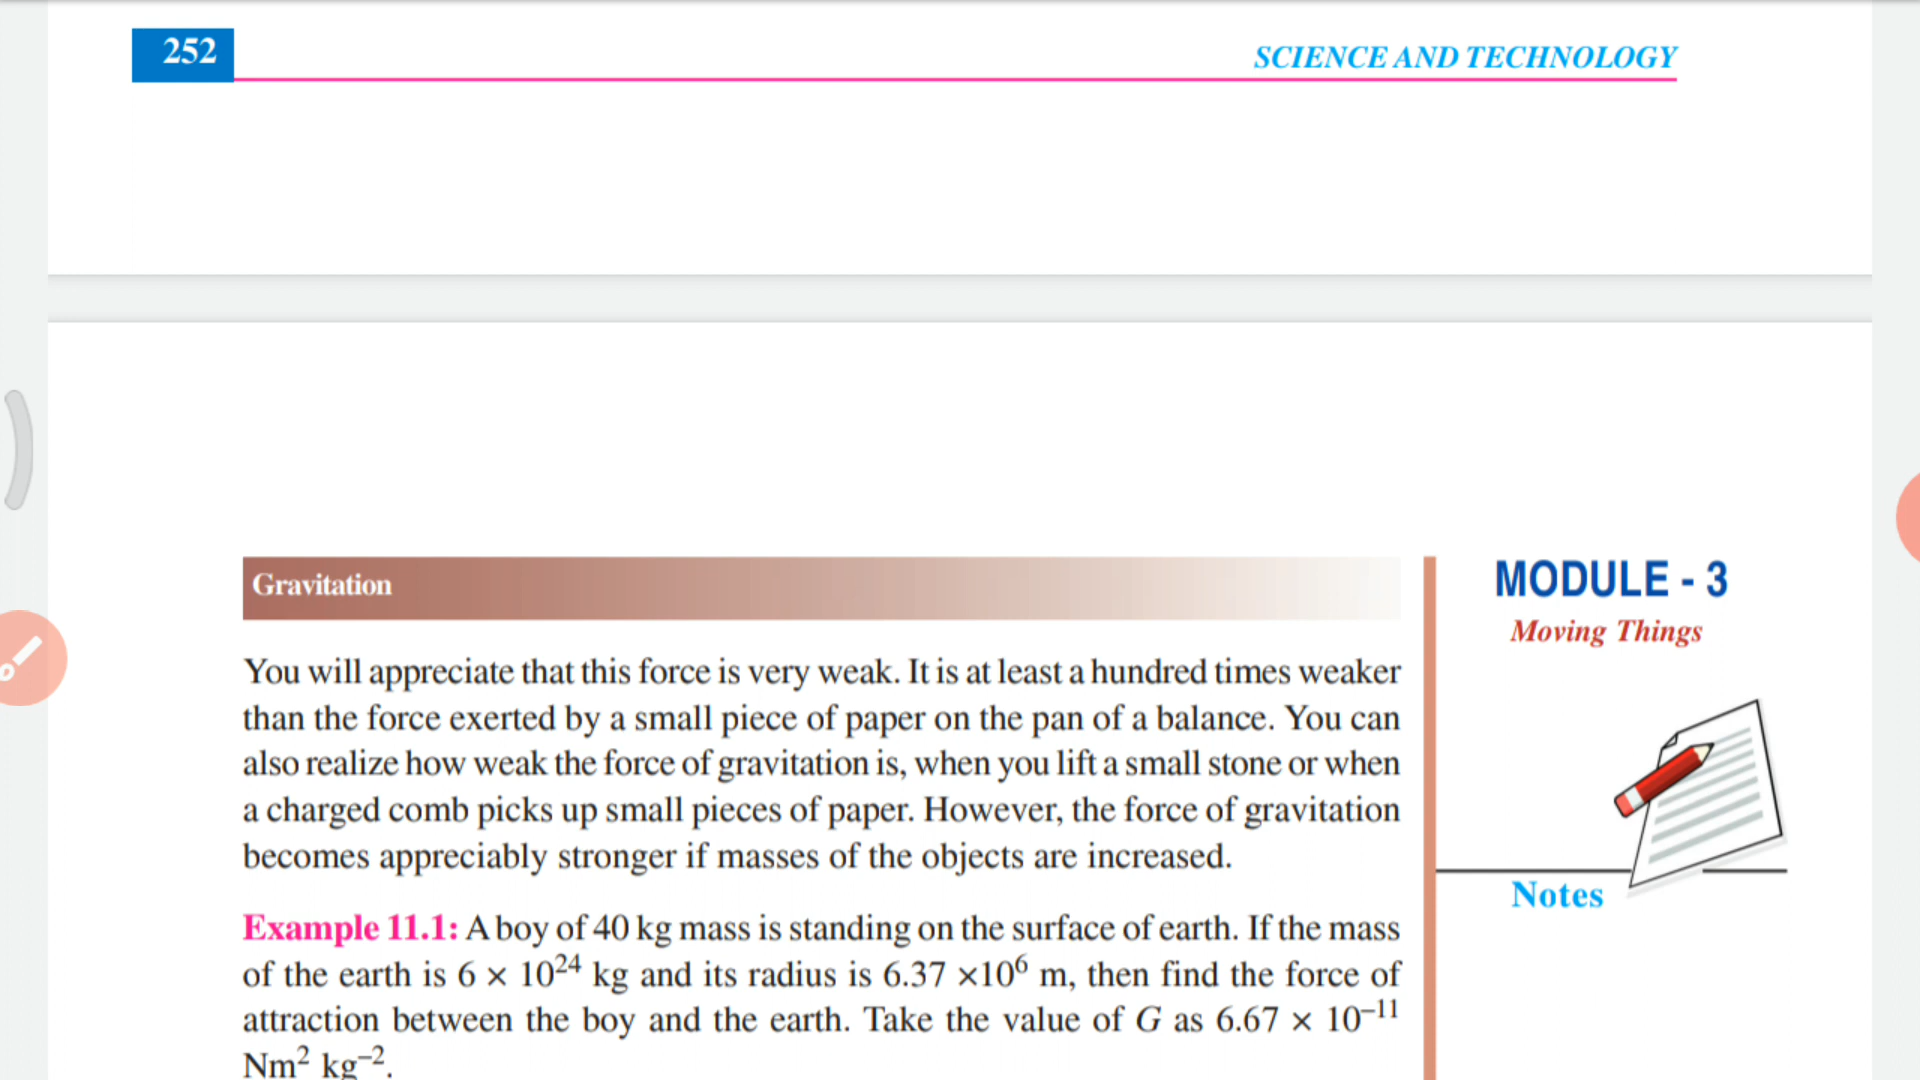 252
SCIENCE AND TECHNOLOGY
Gravitation
MODULE - 3
Moving Things
Notes
You will appreciate that this force is very weak. It is at least a hundred times weaker
than the force exerted by a small piece of paper on the pan of a balance. You can
also realize how weak the force of gravitation is, when you lift a small stone or when
a charged comb picks up small pieces of paper. However, the force of gravitation
becomes appreciably stronger if masses of the objects are increased.
Example 11.1: A boy of 40 kg mass is standing on the surface of earth. If the mass
of the earth is 6 × 10²⁴ kg and its radius is 6.37 ×10⁶ m, then find the force of
attraction between the boy and the earth. Take the value of G as 6.67 × 10⁻¹¹
Nm² kg⁻².